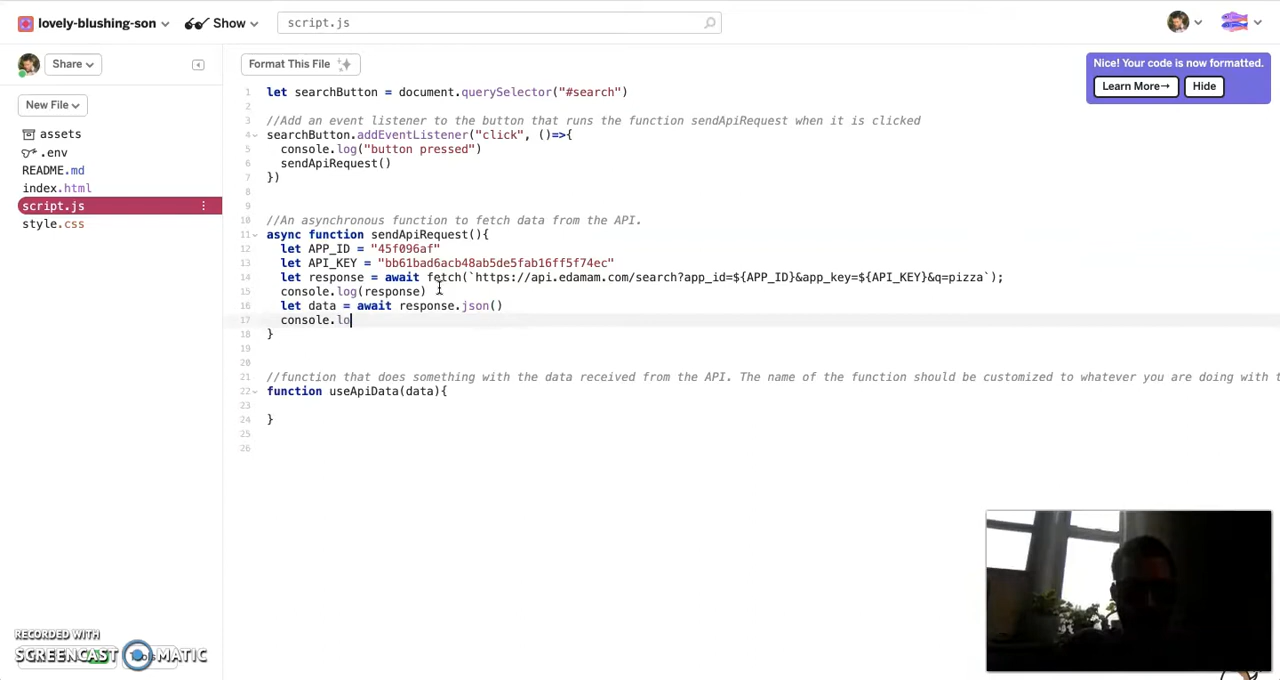 lovely-blushing-son
Show
script.js
Share
Format This File
Nice! Your code is now formatted.
Learn More→
Hide
New File
assets
.env
README.md
index.html
script.js
style.css
1 let searchButton = document.querySelector("#search")
2
3 //Add an event listener to the button that runs the function sendApiRequest when it is clicked
4 searchButton.addEventListener("click", ()=>{
5 console.log("button pressed")
6 sendApiRequest()
7 })
8
9
10 //An asynchronous function to fetch data from the API.
11 async function sendApiRequest(){
12 let APP_ID = "45f096af"
13 let API_KEY = "bb61bad6acb48ab5de5fab16ff5f74ec"
14 let response = await fetch(`https://api.edamam.com/search?app_id=${APP_ID}&app_key=${API_KEY}&q=pizza`);
15 console.log(response)
16 let data = await response.json()
17 console.lo
18 }
19
20
21 //function that does something with the data received from the API. The name of the function should be customized to whatever you are doing with t
22 function useApiData(data){
23
24 }
25
26
RECORDED WITH
SCREENCAST MATIC